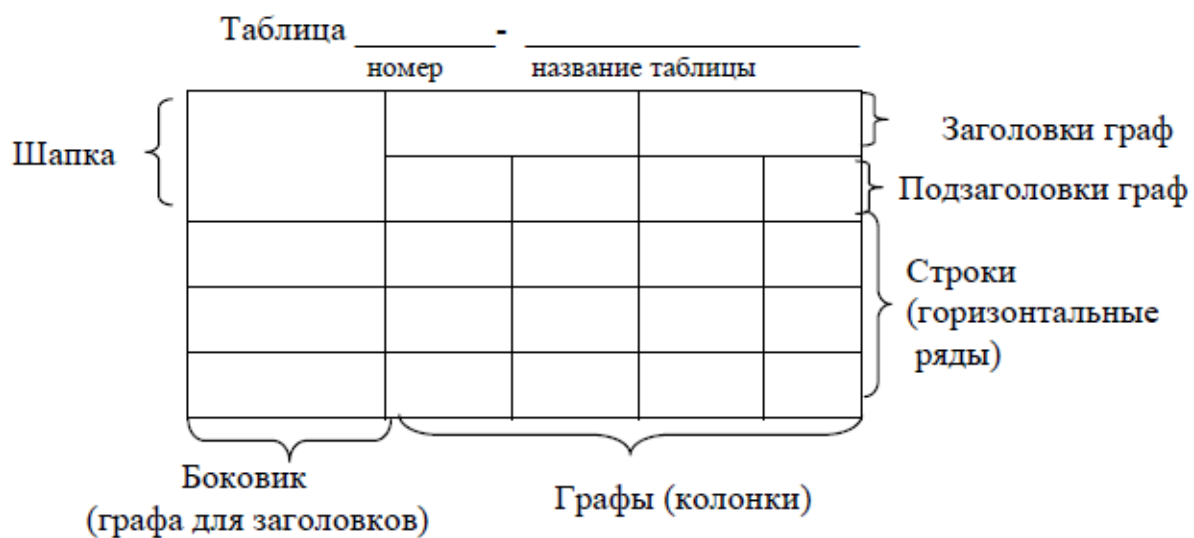 Таблица ________- ___________________
номер название таблицы
Шапка
Заголовки граф
Подзаголовки граф
Строки
(горизонтальные
ряды)
Боковик
(графа для заголовков)
Графы (колонки)